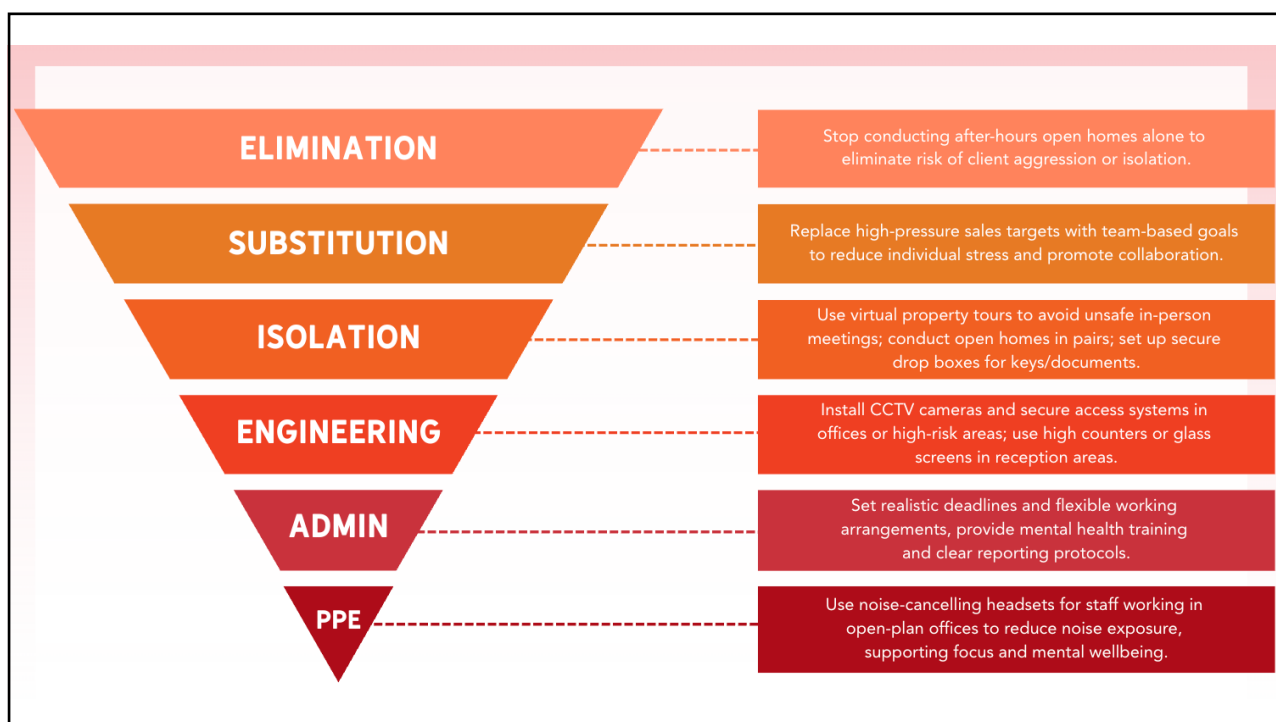 ELIMINATION
Stop conducting after-hours open homes alone to
eliminate risk of client aggression or isolation.
SUBSTITUTION
Replace high-pressure sales targets with team-based goals
to reduce individual stress and promote collaboration.
ISOLATION
Use virtual property tours to avoid unsafe in-person
meetings; conduct open homes in pairs; set up secure
drop boxes for keys/documents.
ENGINEERING
Install CCTV cameras and secure access systems in
offices or high-risk areas; use high counters or glass
screens in reception areas.
ADMIN
Set realistic deadlines and flexible working
arrangements, provide mental health training
and clear reporting protocols.
PPE
Use noise-cancelling headsets for staff working in
open-plan offices to reduce noise exposure,
supporting focus and mental wellbeing.